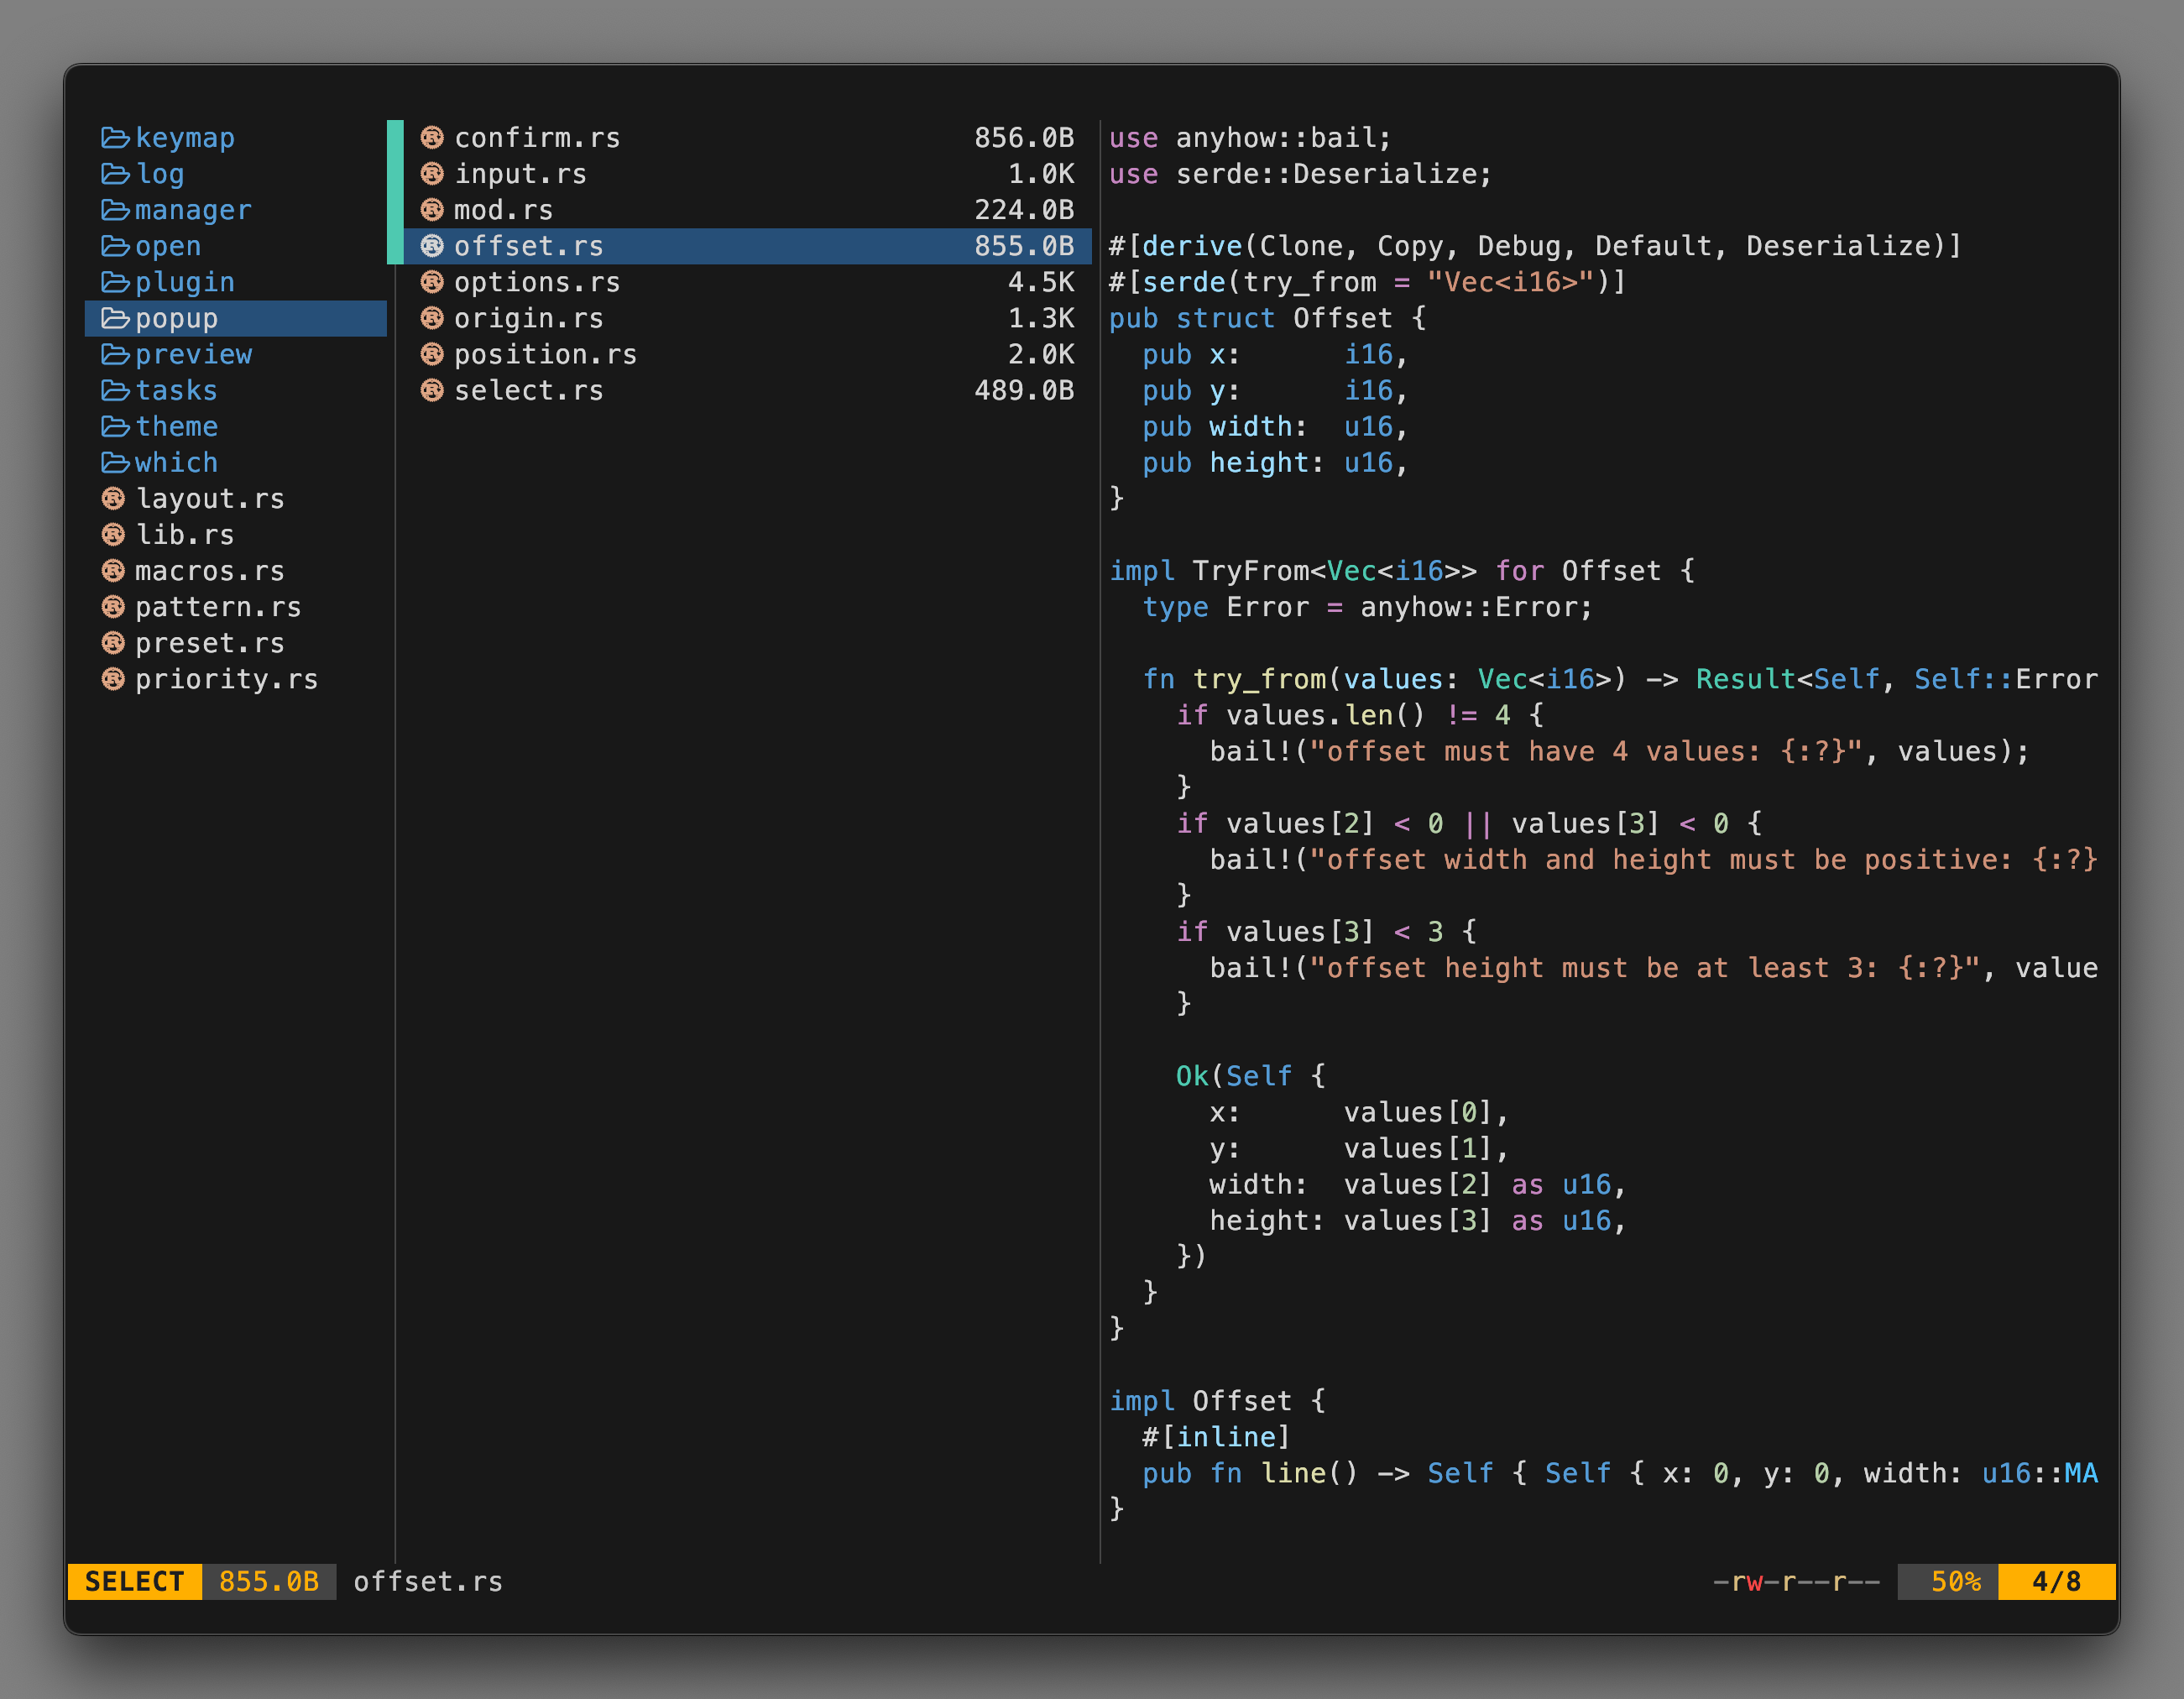 keymap
log
manager
open
plugin
popup
preview
tasks
theme
which
layout.rs
lib.rs
macros.rs
pattern.rs
preset.rs
priority.rs
confirm.rs 856.0B
input.rs 1.0K
mod.rs 224.0B
offset.rs 855.0B
options.rs 4.5K
origin.rs 1.3K
position.rs 2.0K
select.rs 489.0B
use anyhow::bail;
use serde::Deserialize;

#[derive(Clone, Copy, Debug, Default, Deserialize)]
#[serde(try_from = "Vec<i16>")]
pub struct Offset {
  pub x:      i16,
  pub y:      i16,
  pub width:  u16,
  pub height: u16,
}

impl TryFrom<Vec<i16>> for Offset {
  type Error = anyhow::Error;

  fn try_from(values: Vec<i16>) -> Result<Self, Self::Error
    if values.len() != 4 {
      bail!("offset must have 4 values: {:?}", values);
    }
    if values[2] < 0 || values[3] < 0 {
      bail!("offset width and height must be positive: {:?}
    }
    if values[3] < 3 {
      bail!("offset height must be at least 3: {:?}", value
    }

    Ok(Self {
      x:      values[0],
      y:      values[1],
      width:  values[2] as u16,
      height: values[3] as u16,
    })
  }
}

impl Offset {
  #[inline]
  pub fn line() -> Self { Self { x: 0, y: 0, width: u16::MA
}
SELECT 855.0B offset.rs -rw-r--r-- 50% 4/8